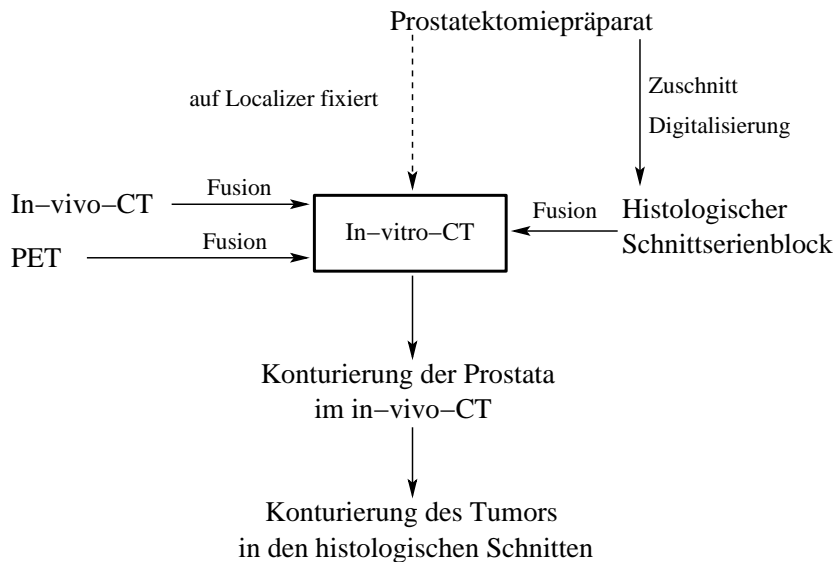 Prostatektomiepräparat
auf Localizer fixiert
Zuschnitt
Digitalisierung
In−vivo−CT
Fusion
PET
Fusion
In−vitro−CT
Fusion
Histologischer
Schnittserienblock
Konturierung der Prostata
im in−vivo−CT
Konturierung des Tumors
in den histologischen Schnitten